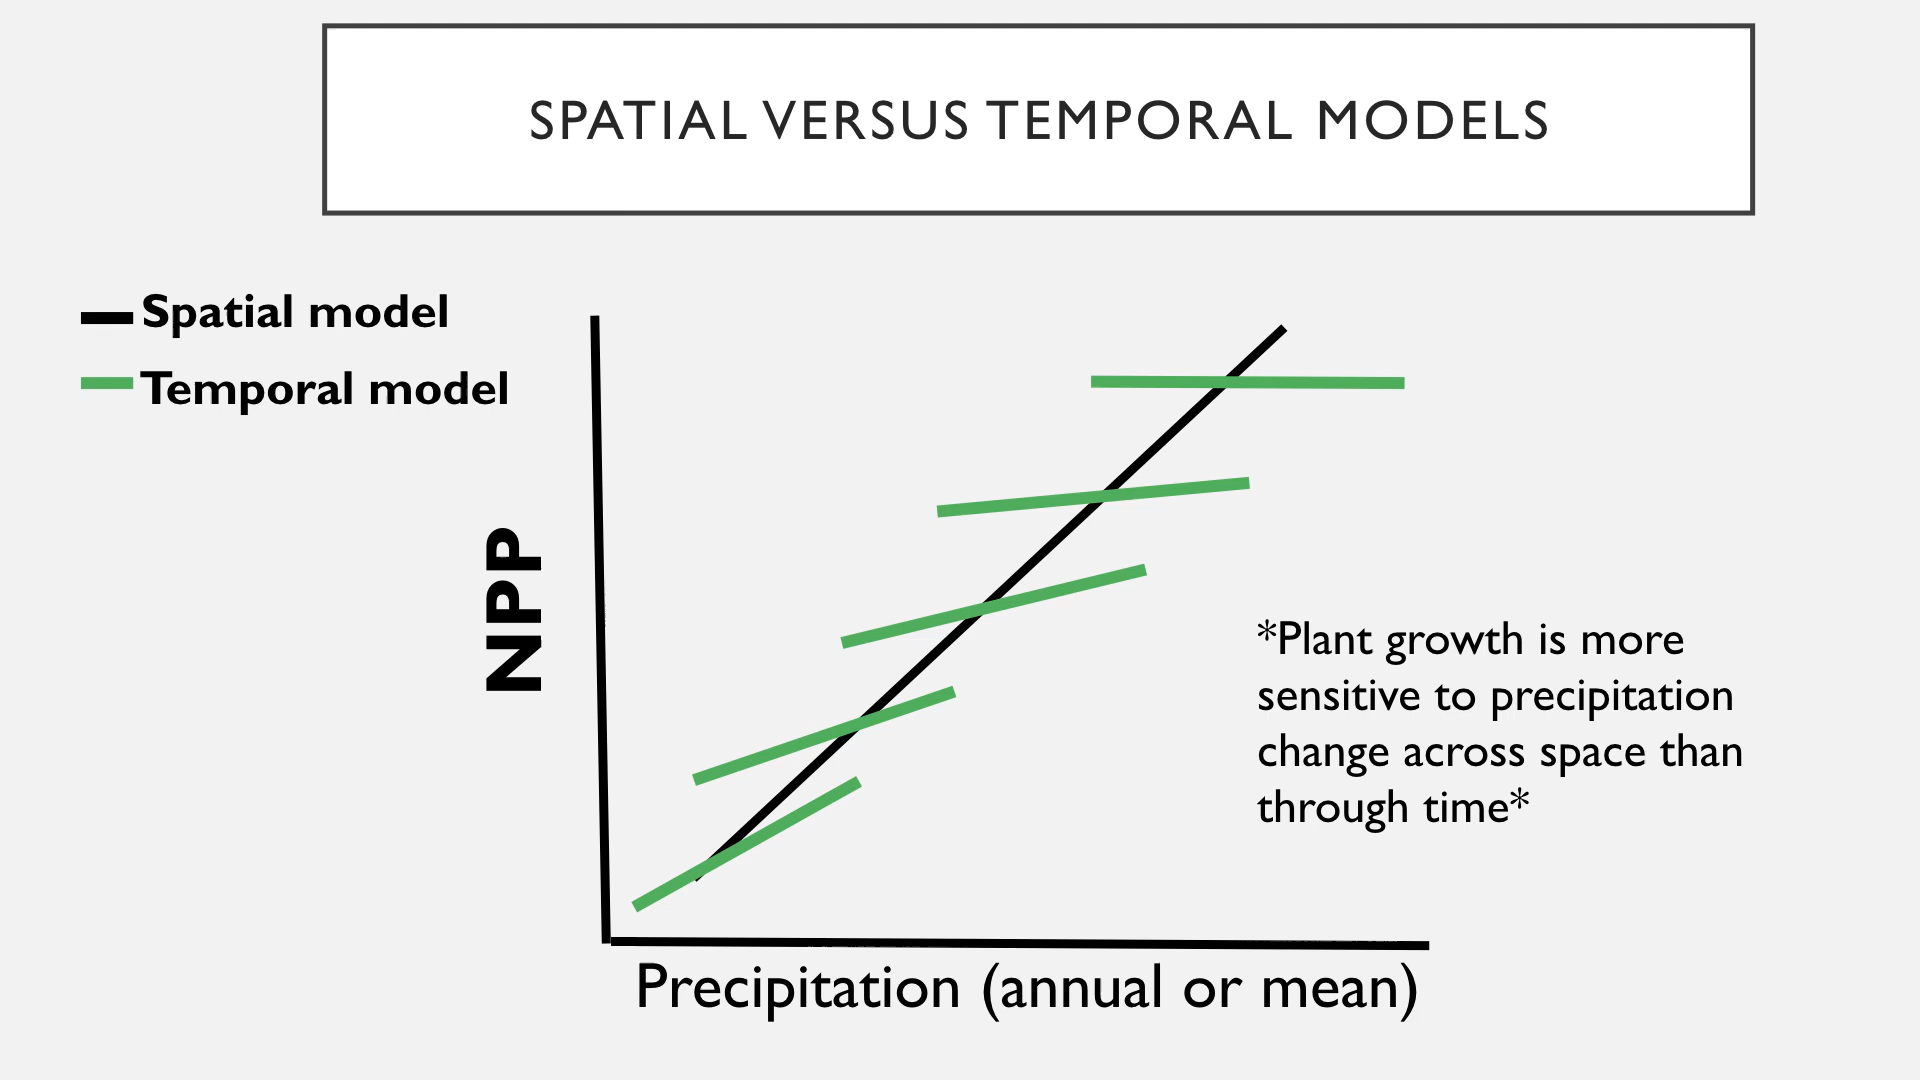 SPATIAL VERSUS TEMPORAL MODELS
Spatial model
Temporal model
NPP
*Plant growth is more
sensitive to precipitation
change across space than
through time*
Precipitation (annual or mean)